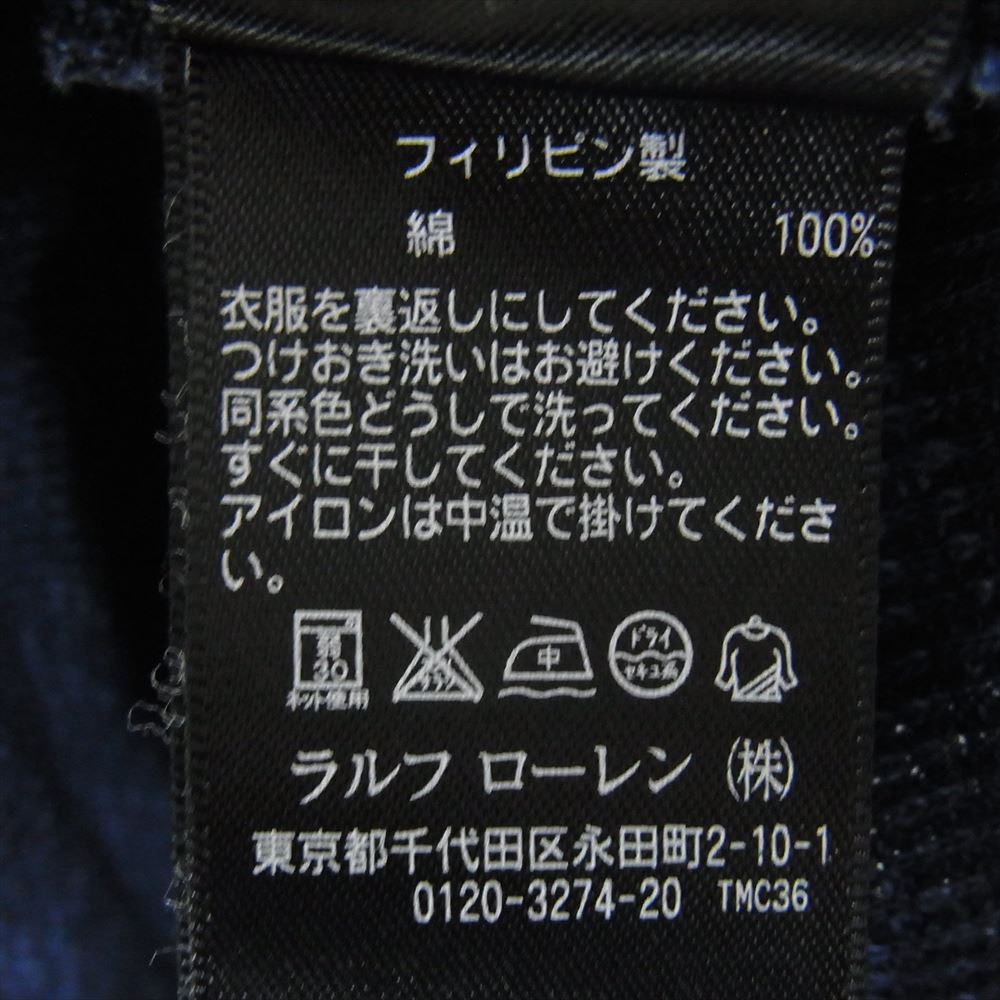 フィリピン製
綿 100%
衣服を裏返しにしてください。
つけおき洗いはお避けください。
同系色どうしで洗ってください。
すぐに干してください。
アイロンは中温で掛けてくださ
い。
弱
30
ネット使用
中
ドライ
セキユ系
ラルフ ローレン (株)
東京都千代田区永田町2-10-1
0120-3274-20 TMC36